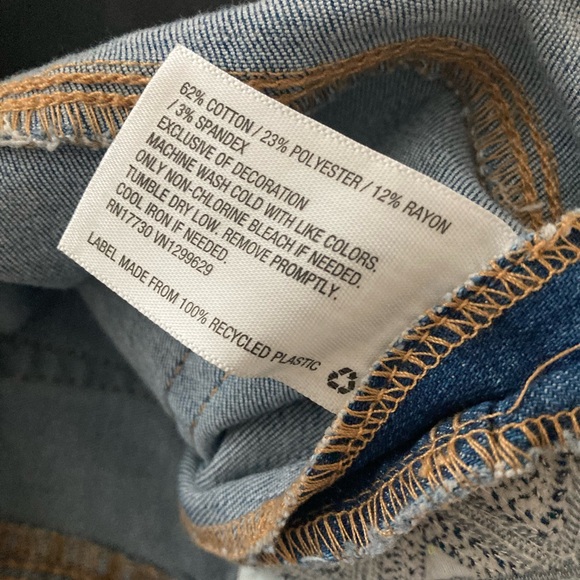 62% COTTON / 23% POLYESTER / 12% RAYON
/ 3% SPANDEX
EXCLUSIVE OF DECORATION
MACHINE WASH COLD WITH LIKE COLORS.
ONLY NON-CHLORINE BLEACH IF NEEDED.
TUMBLE DRY LOW. REMOVE PROMPTLY.
COOL IRON IF NEEDED.
RN17730 VN1299629
LABEL MADE FROM 100% RECYCLED PLASTIC